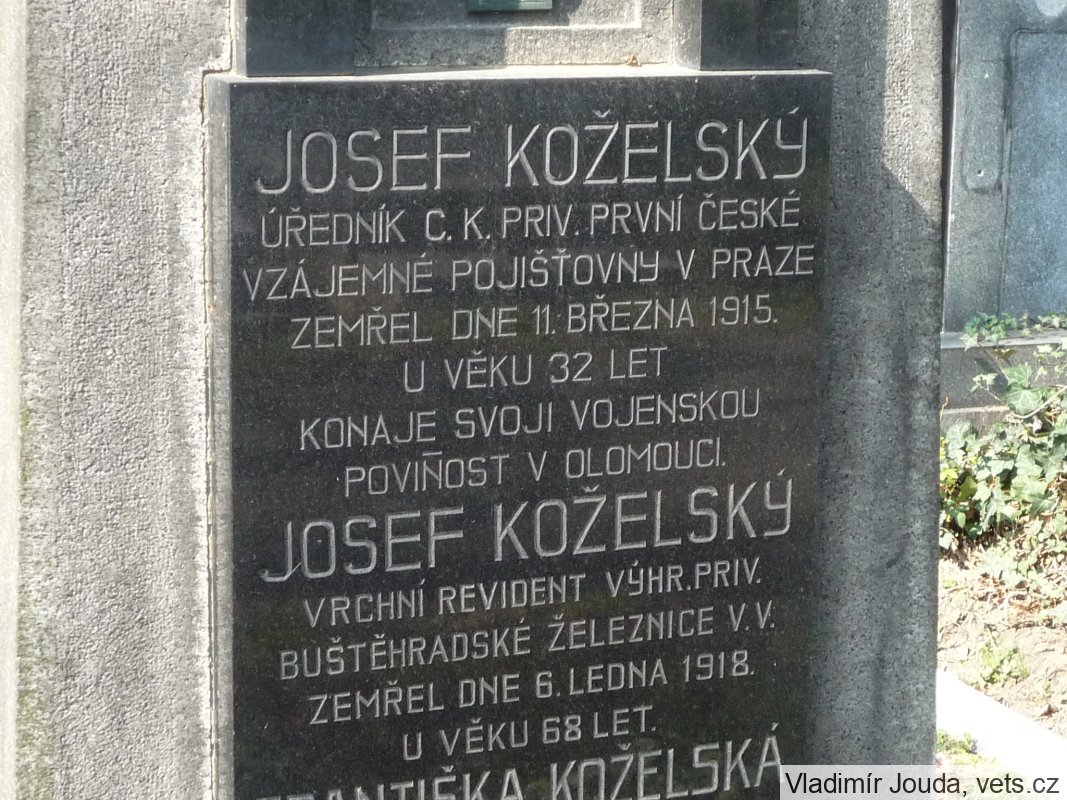 JOSEF KOŽELSKÝ
ÚŘEDNÍK C. K. PRIV. PRVNÍ ČESKÉ
VZÁJEMNÉ POJIŠŤOVNY V PRAZE
ZEMŘEL DNE 11. BŘEZNA 1915.
U VĚKU 32 LET
KONAJE SVOJI VOJENSKOU
POVIŇOST V OLOMOUCI.
JOSEF KOŽELSKÝ
VRCHNÍ REVIDENT VÝHR. PRIV.
BUŠTĚHRADSKÉ ŽELEZNICE V. V.
ZEMŘEL DNE 6. LEDNA 1918.
U VĚKU 68 LET.
KOŽELSKÁ
Vladimír Jouda, vets.cz